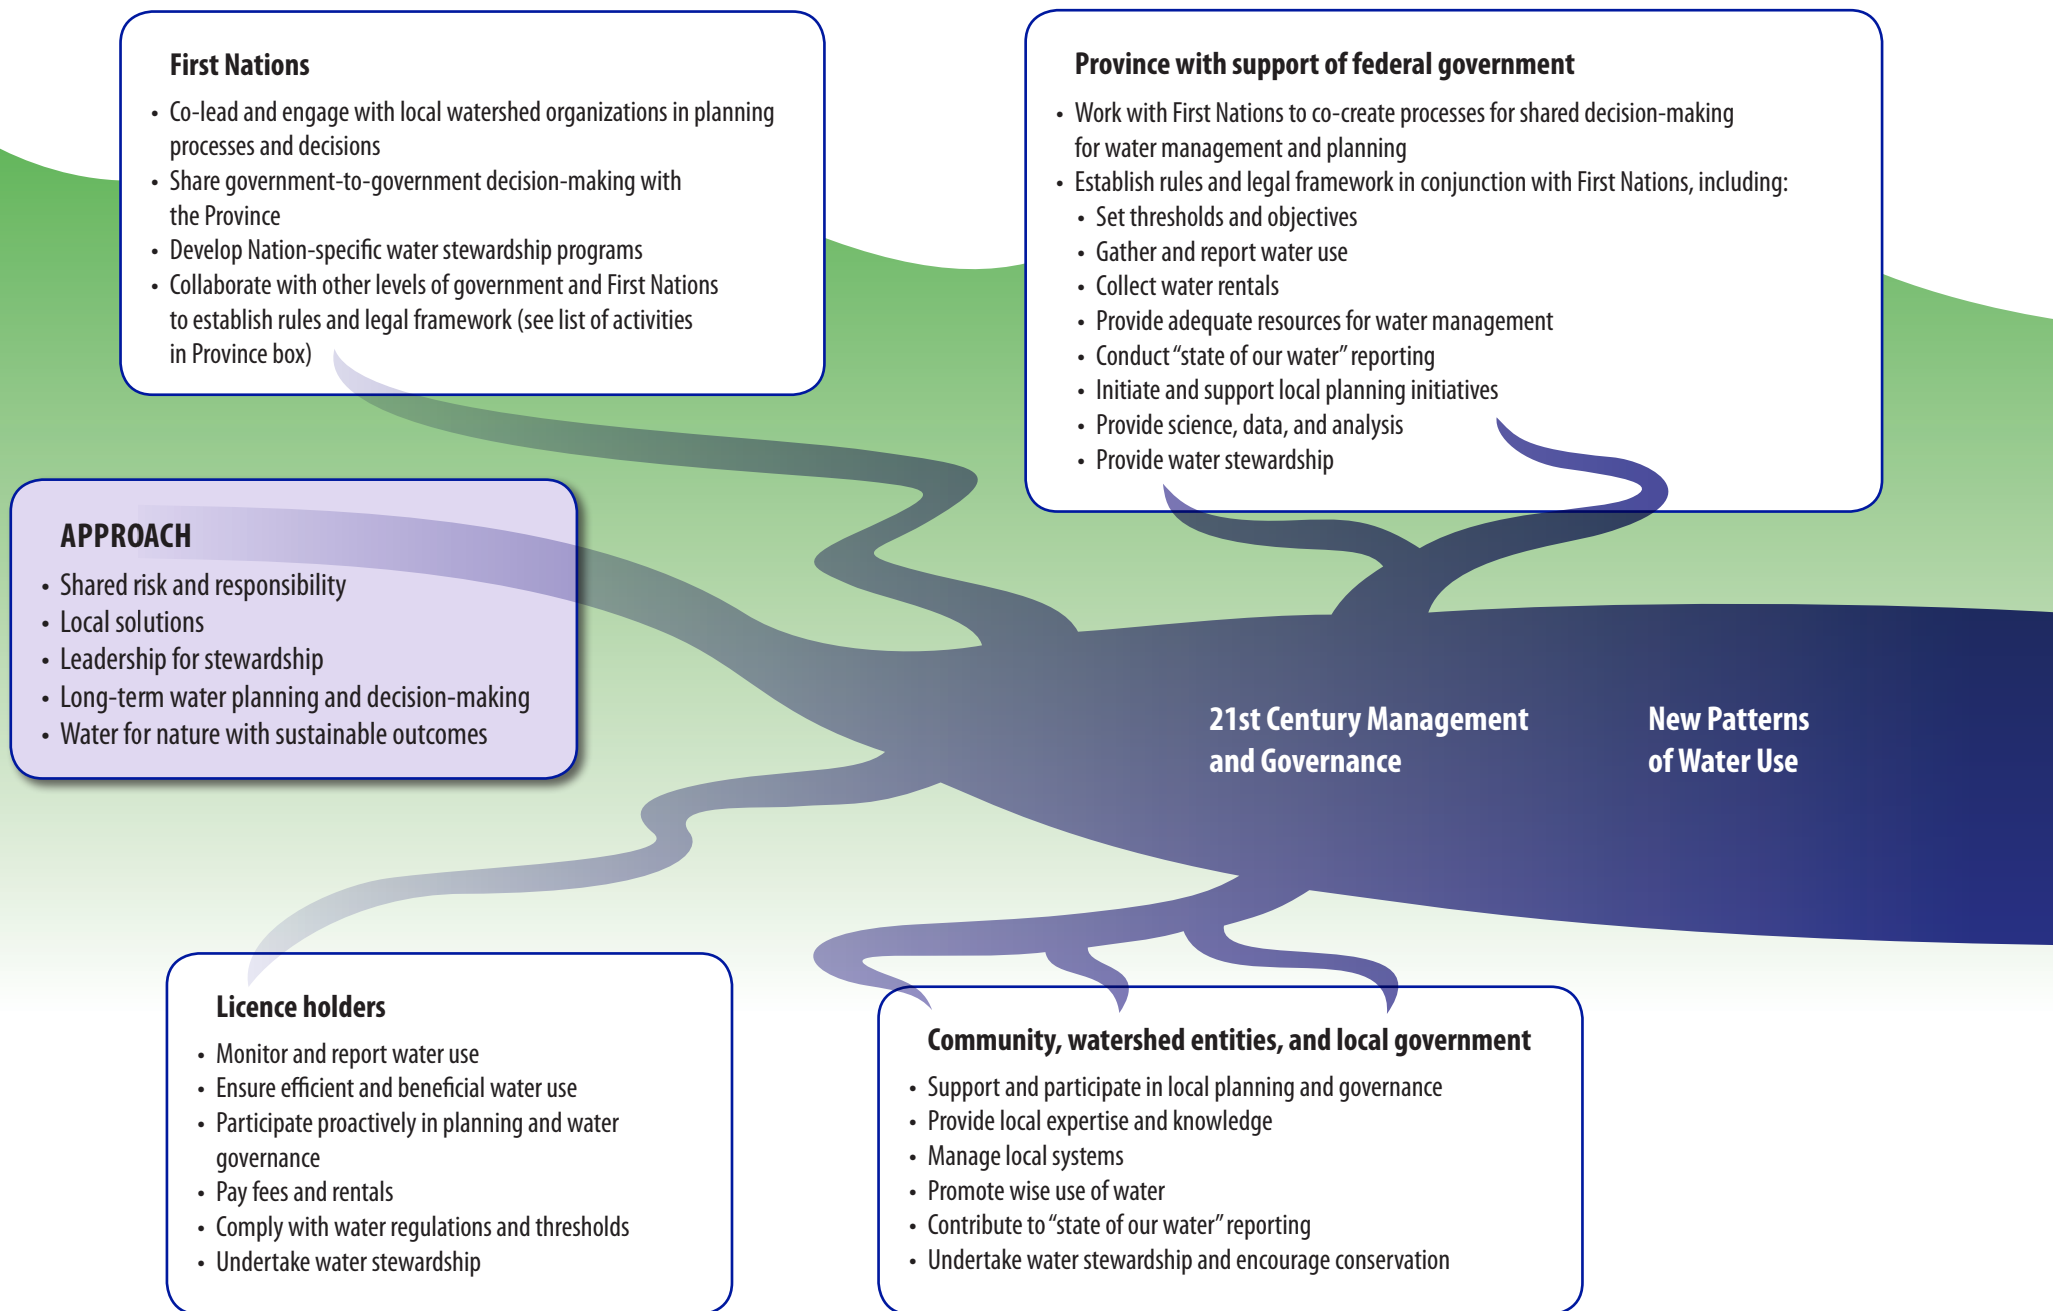 First Nations
• Co-lead and engage with local watershed organizations in planning
processes and decisions
• Share government-to-government decision-making with
the Province
• Develop Nation-specific water stewardship programs
• Collaborate with other levels of government and First Nations
to establish rules and legal framework (see list of activities
in Province box)
Province with support of federal government
• Work with First Nations to co-create processes for shared decision-making
for water management and planning
• Establish rules and legal framework in conjunction with First Nations, including:
• Set thresholds and objectives
• Gather and report water use
• Collect water rentals
• Provide adequate resources for water management
• Conduct “state of our water” reporting
• Initiate and support local planning initiatives
• Provide science, data, and analysis
• Provide water stewardship
APPROACH
• Shared risk and responsibility
• Local solutions
• Leadership for stewardship
• Long-term water planning and decision-making
• Water for nature with sustainable outcomes
21st Century Management
and Governance
New Patterns
of Water Use
Licence holders
• Monitor and report water use
• Ensure efficient and beneficial water use
• Participate proactively in planning and water
governance
• Pay fees and rentals
• Comply with water regulations and thresholds
• Undertake water stewardship
Community, watershed entities, and local government
• Support and participate in local planning and governance
• Provide local expertise and knowledge
• Manage local systems
• Promote wise use of water
• Contribute to “state of our water” reporting
• Undertake water stewardship and encourage conservation